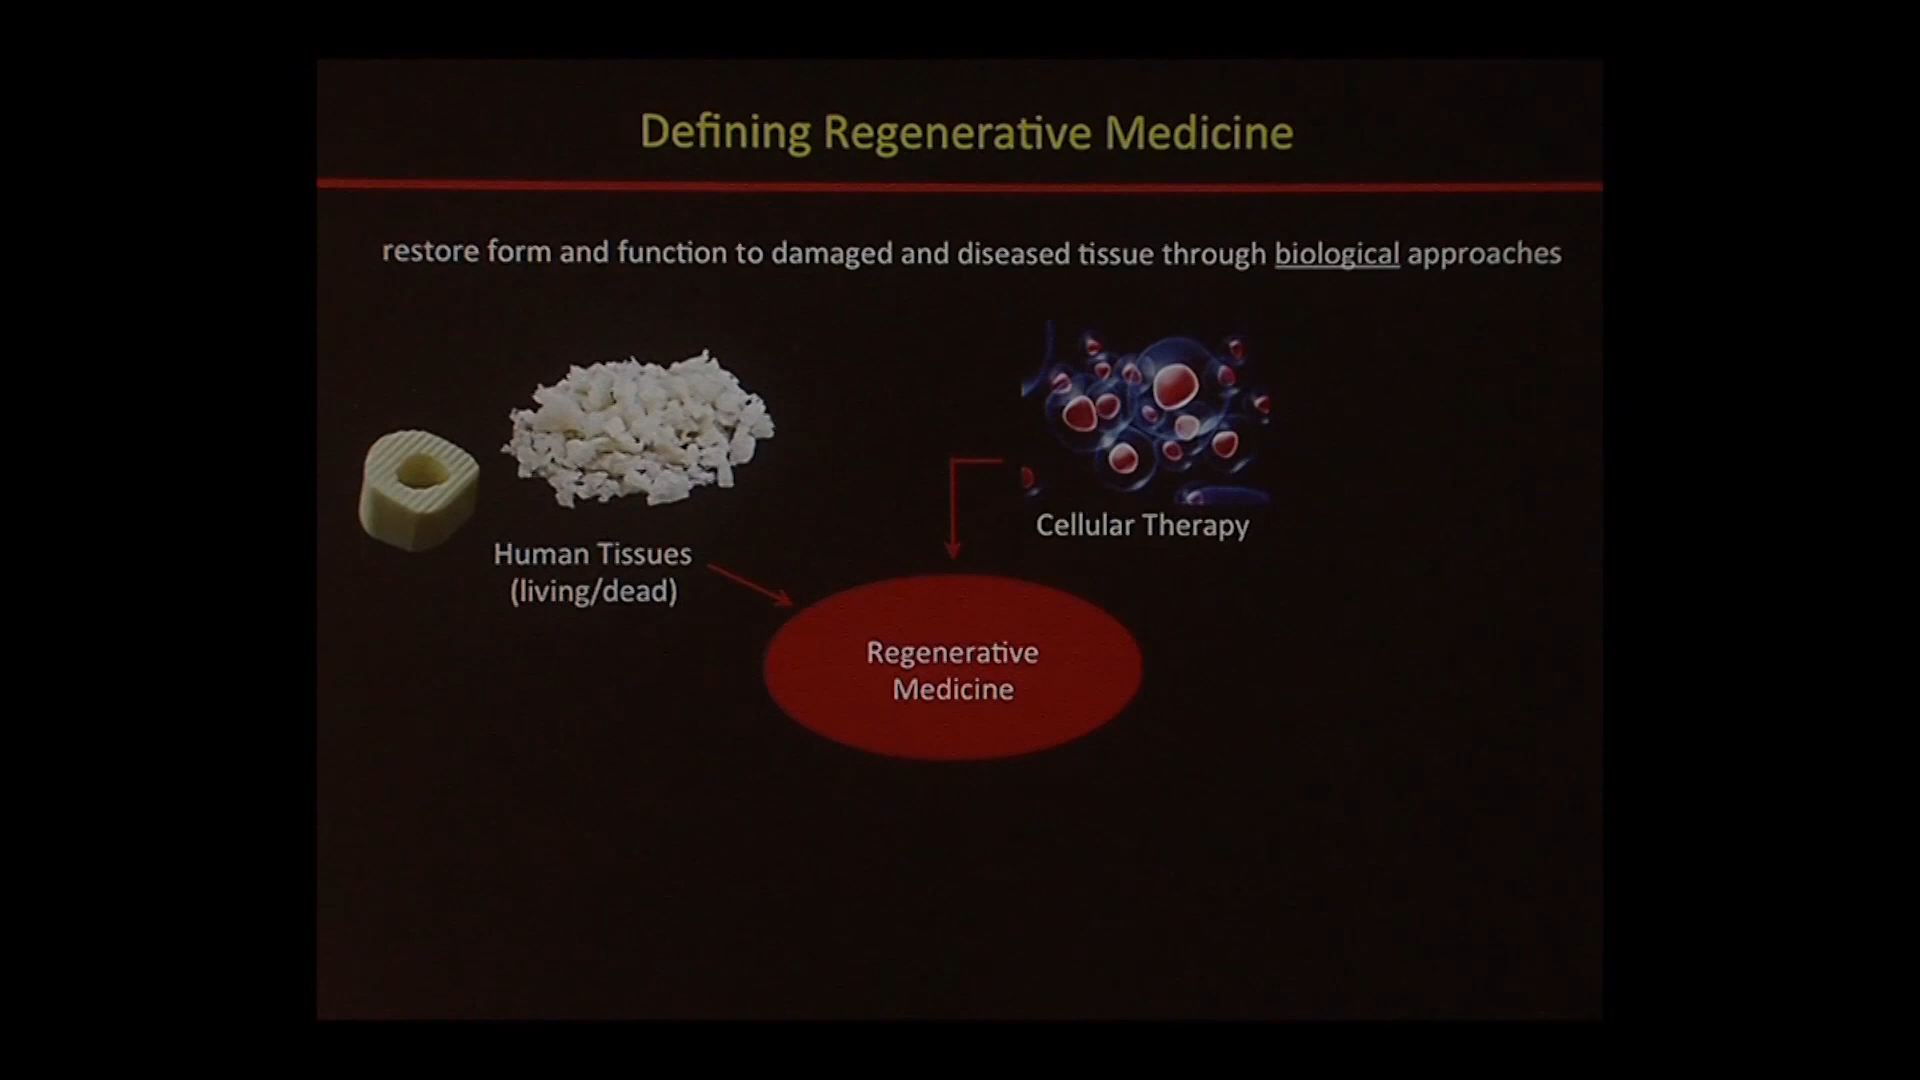 Defining Regenerative Medicine
restore form and function to damaged and diseased tissue through biological approaches
Cellular Therapy
Human Tissues
(living/dead)
Regenerative
Medicine